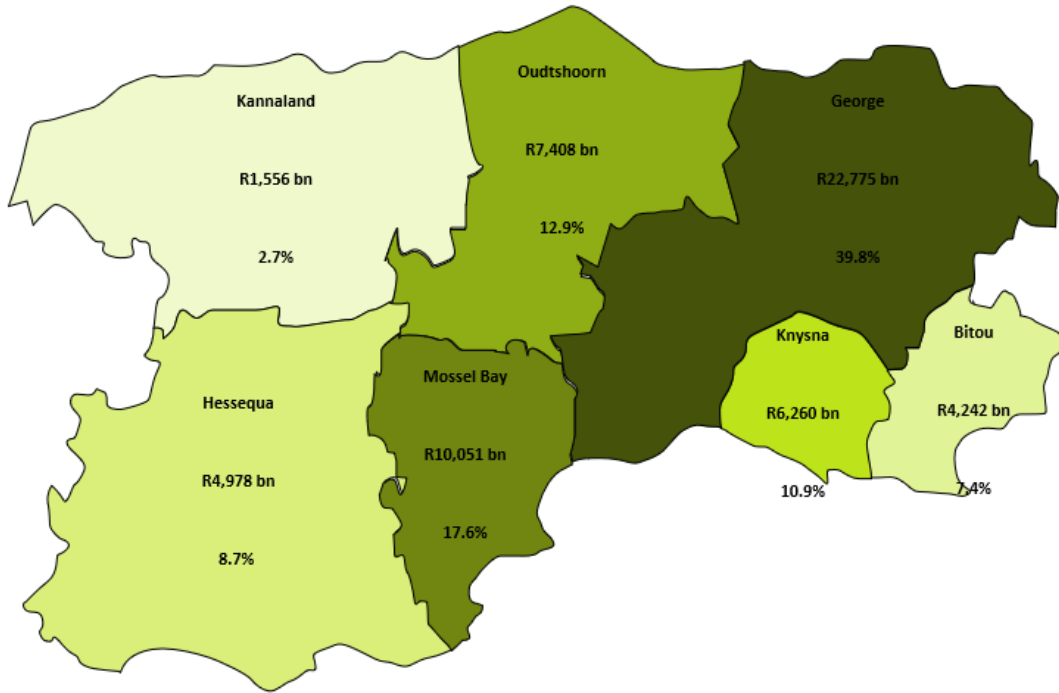 Kannaland
R1,556 bn
2.7%
Oudtshoorn
R7,408 bn
12.9%
George
R22,775 bn
39.8%
Hessequa
R4,978 bn
8.7%
Mossel Bay
R10,051 bn
17.6%
Knysna
R6,260 bn
10.9%
Bitou
R4,242 bn
7.4%